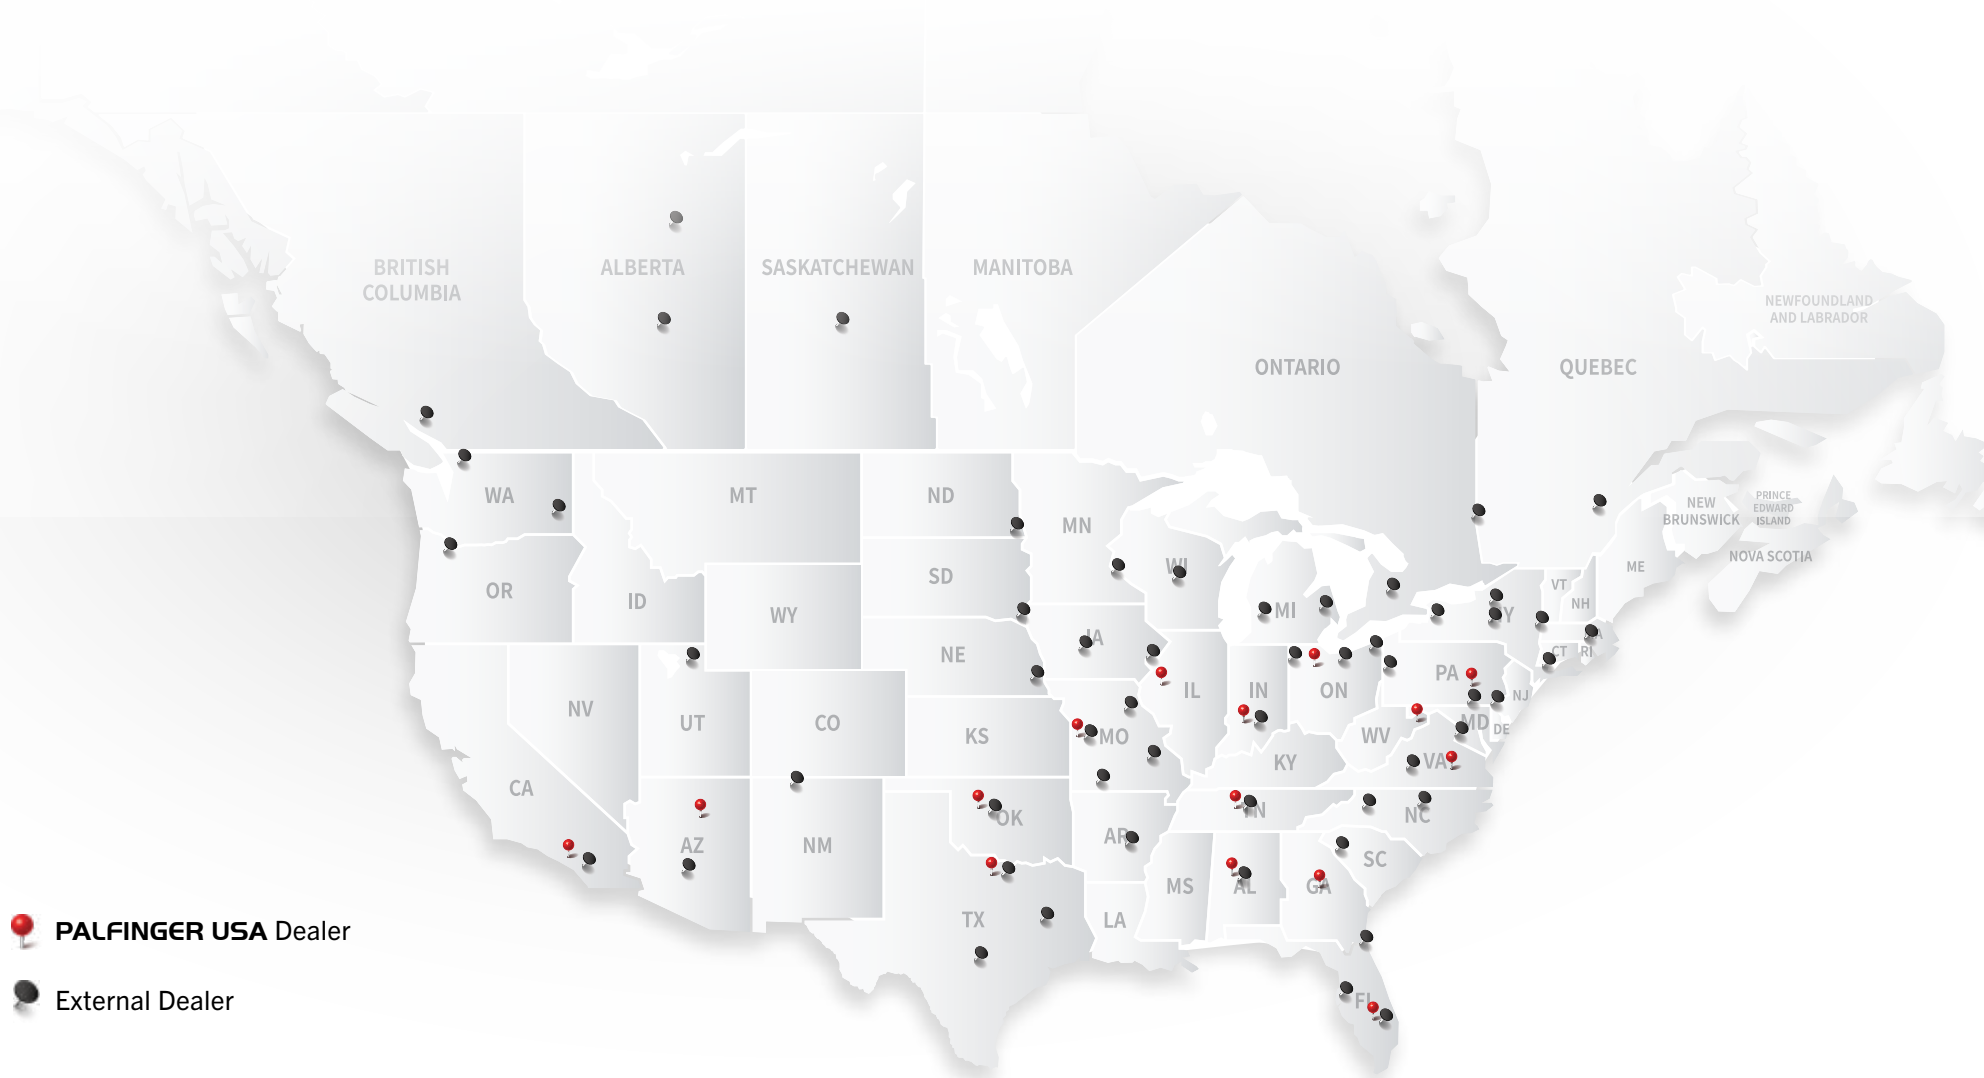 BRITISH
COLUMBIA
ALBERTA
SASKATCHEWAN
MANITOBA
ONTARIO
QUEBEC
NEWFOUNDLAND
AND LABRADOR
NEW
BRUNSWICK
PRINCE
EDWARD
ISLAND
NOVA SCOTIA
WA
MT
ND
MN
WI
ME
VT
NH
OR
ID
WY
SD
MI
IA
NE
CT
RI
NV
UT
CO
KS
MO
IL
IN
ON
PA
NJ
MD
DE
WV
VA
KY
CA
AZ
NM
OK
AR
NC
SC
TX
LA
MS
AL
GA
FL
PALFINGER USA Dealer
External Dealer